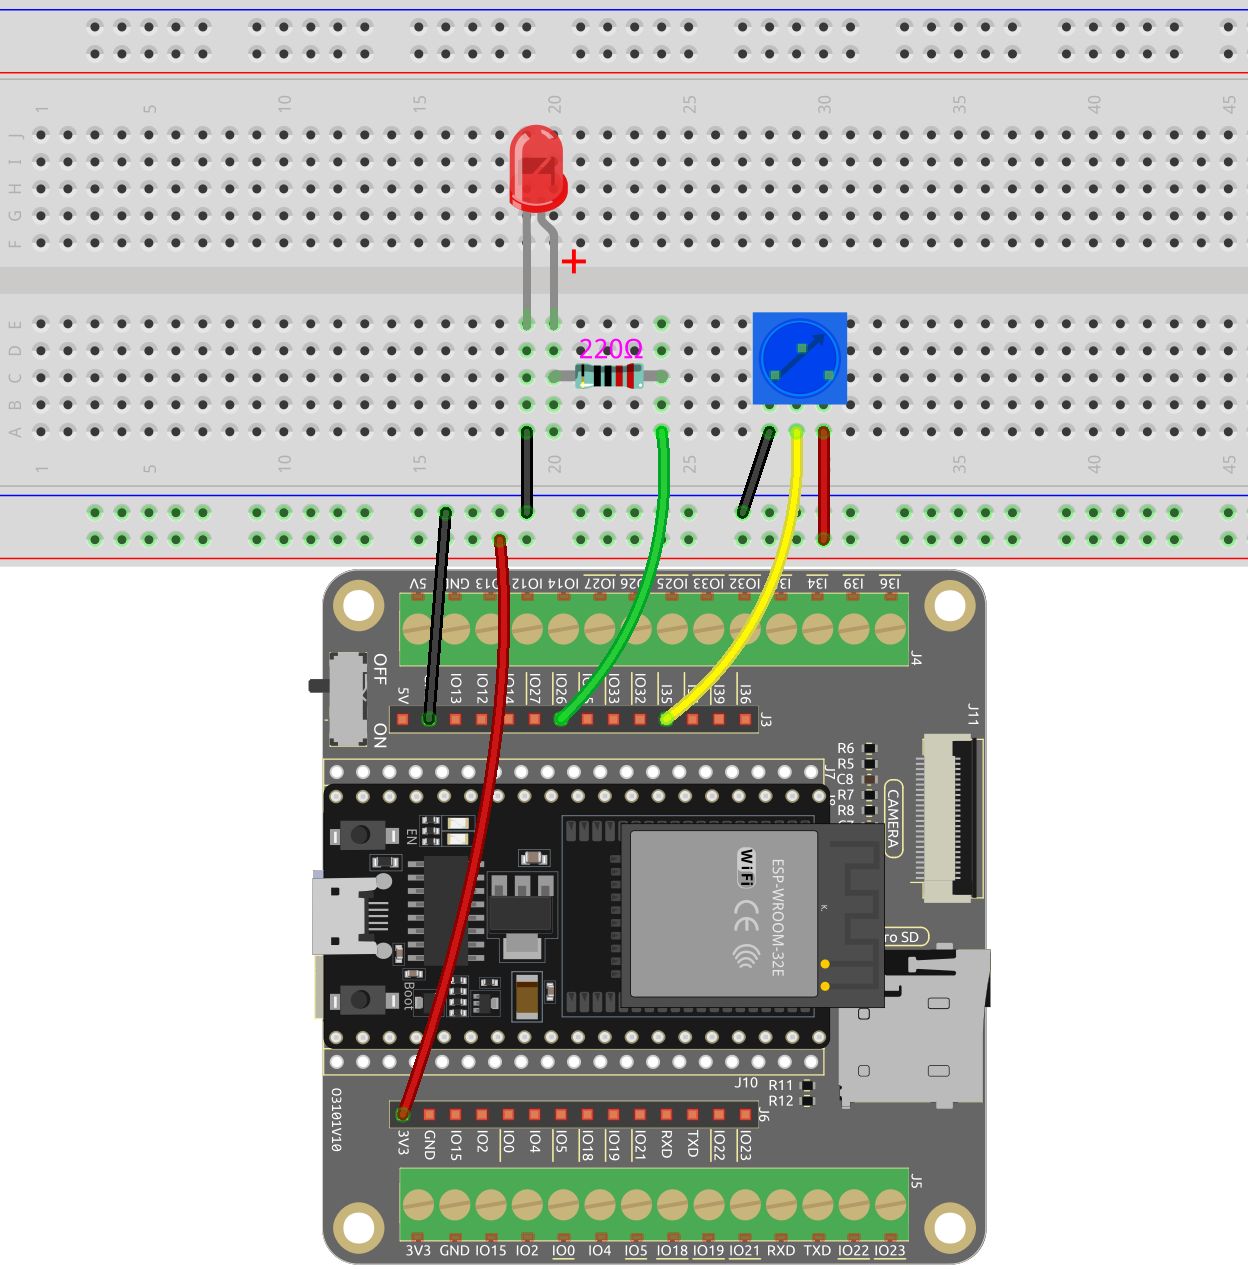 1 5 10 15 20 25 30 35 40 45
J
I
H
G
F
+
E
D
220Ω
C
B
A
1 5 10 15 20 25 30 35 40 45
5V GND IO13 IO12 IO14 IO27 IO26 IO25 IO33 IO32 I34 I39 I36
J4
OFF
ON
5V IO13 IO12 IO27 IO26 IO33 IO32 I35 I39 I36
J3
J11
R6
R5
C8
R7
R8
J7
CAMERA
EN
WiFi
ESP-WROOM-32E
CE
K.
ro SD
Boot
J10
R11
R12
O3101V10
J6
3V3 GND IO15 IO2 IO0 IO4 IO5 IO18 IO19 IO21 RXD TXD IO22 IO23
J5
3V3 GND IO15 IO2 IO0 IO4 IO5 IO18 IO19 IO21 RXD TXD IO22 IO23